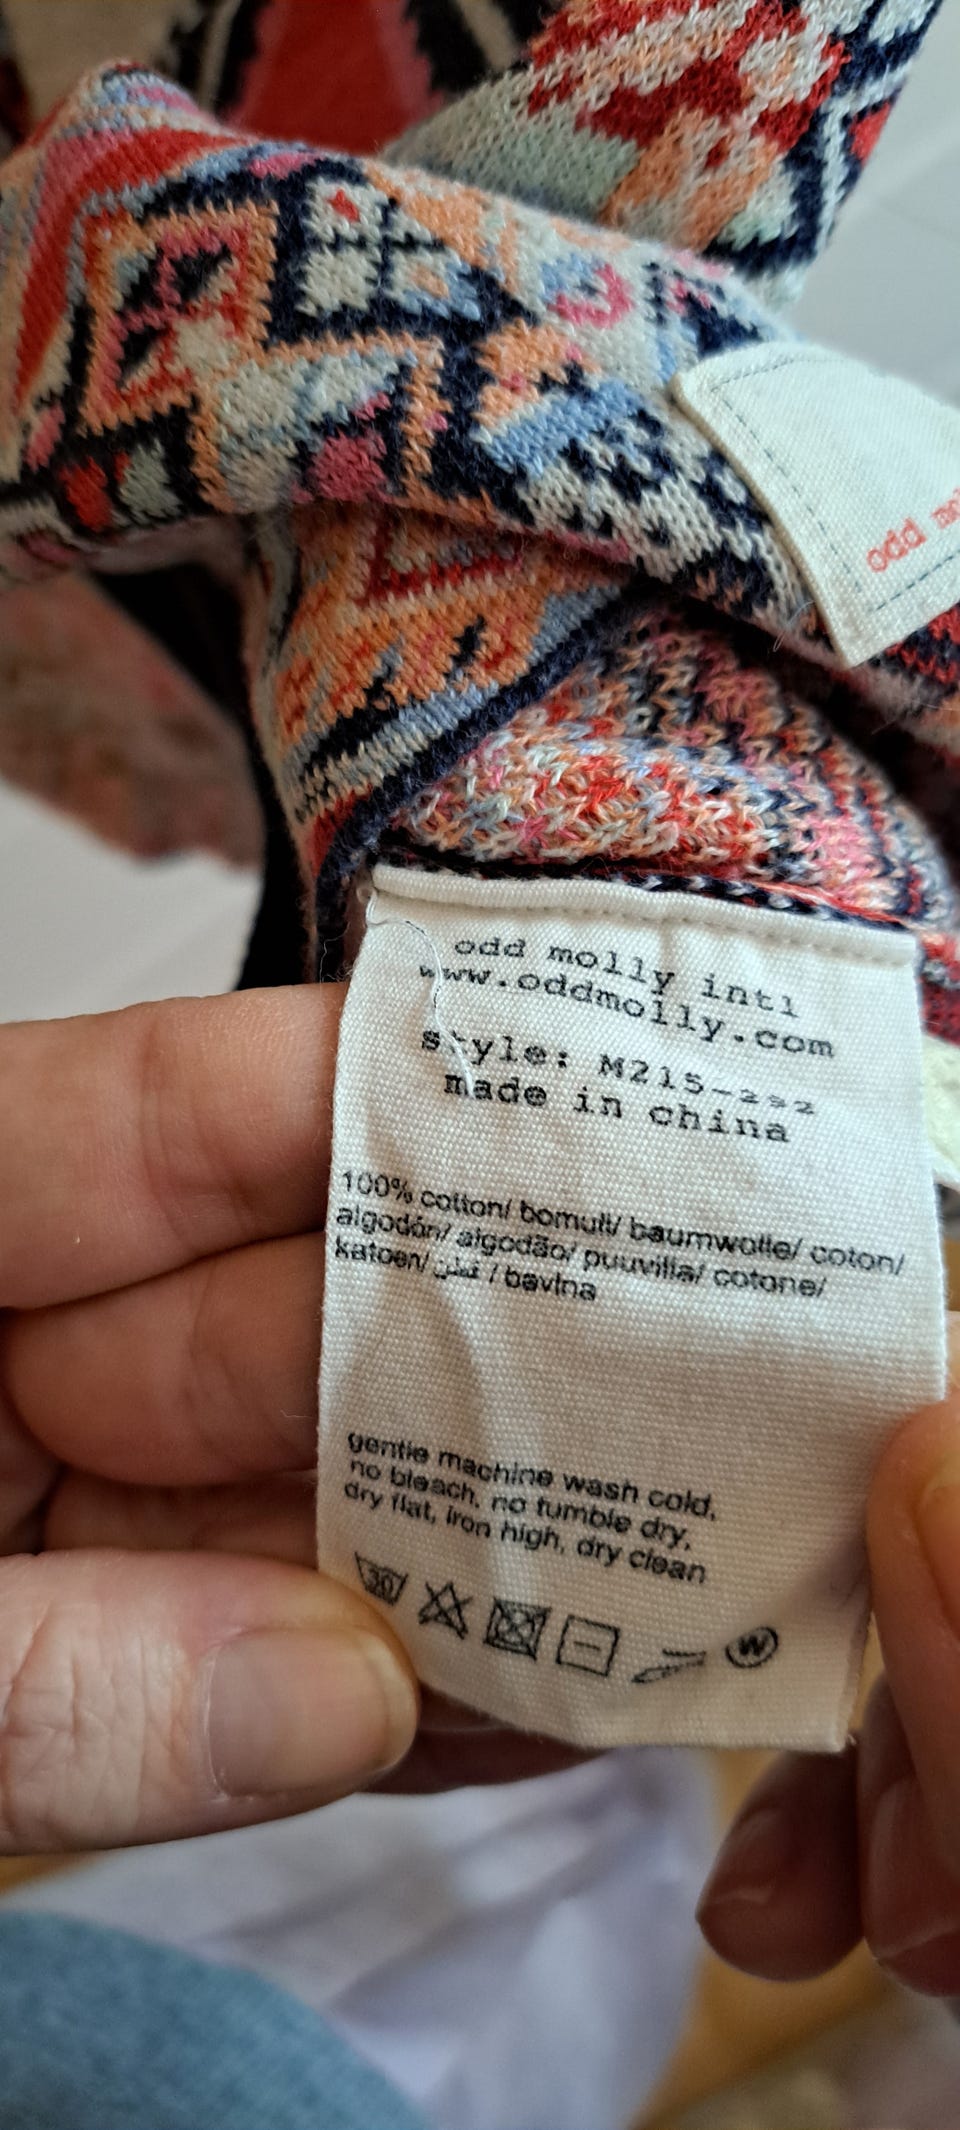 odd
odd molly intl
www.oddmolly.com
style: M215-292
made in china
100% cotton/ bomull/ baumwolle/ coton/
algodón/ algodão/ puuvilla/ cotone/
katoen/ قطن / bavlna
gentle machine wash cold,
no bleach, no tumble dry,
dry flat, iron high, dry clean
30
W